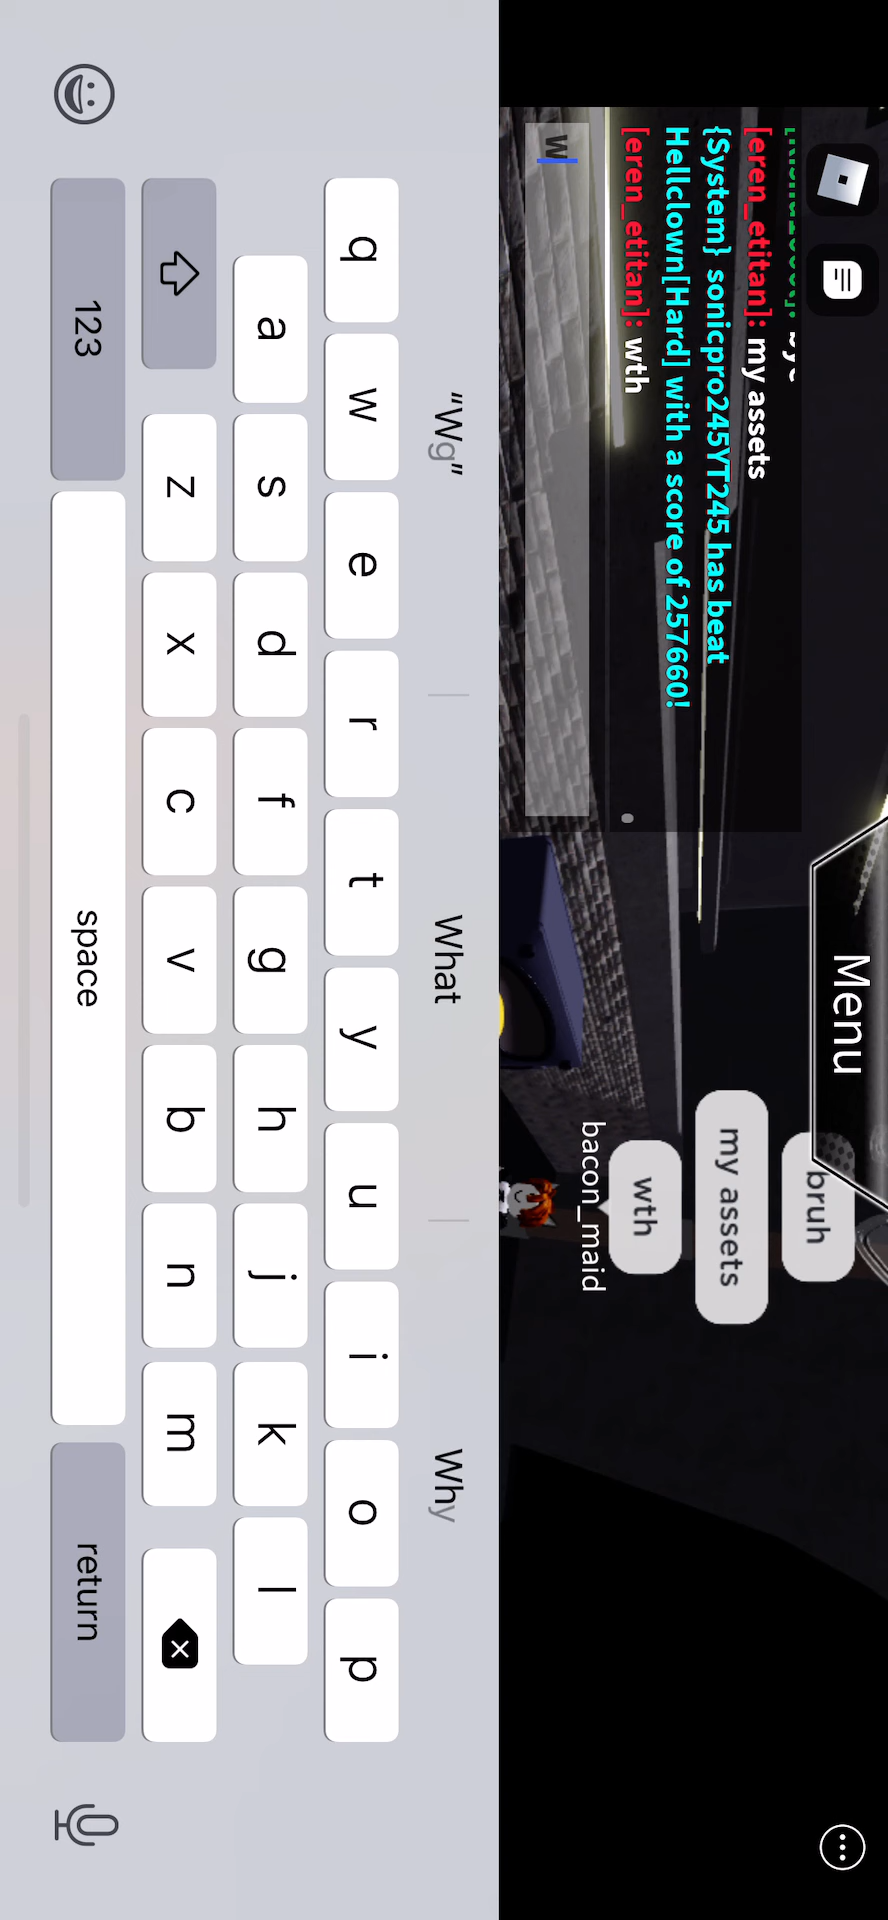 [eren_etitan]: my assets
{System} sonicpro245YT245 has beat
Hellclown[Hard] with a score of 257660!
[eren_etitan]: wth
w
Menu
bruh
my assets
wth
bacon_maid
"Wg" What Why
q w e r t y u i o p
a s d f g h j k l
z x c v b n m
123 space return